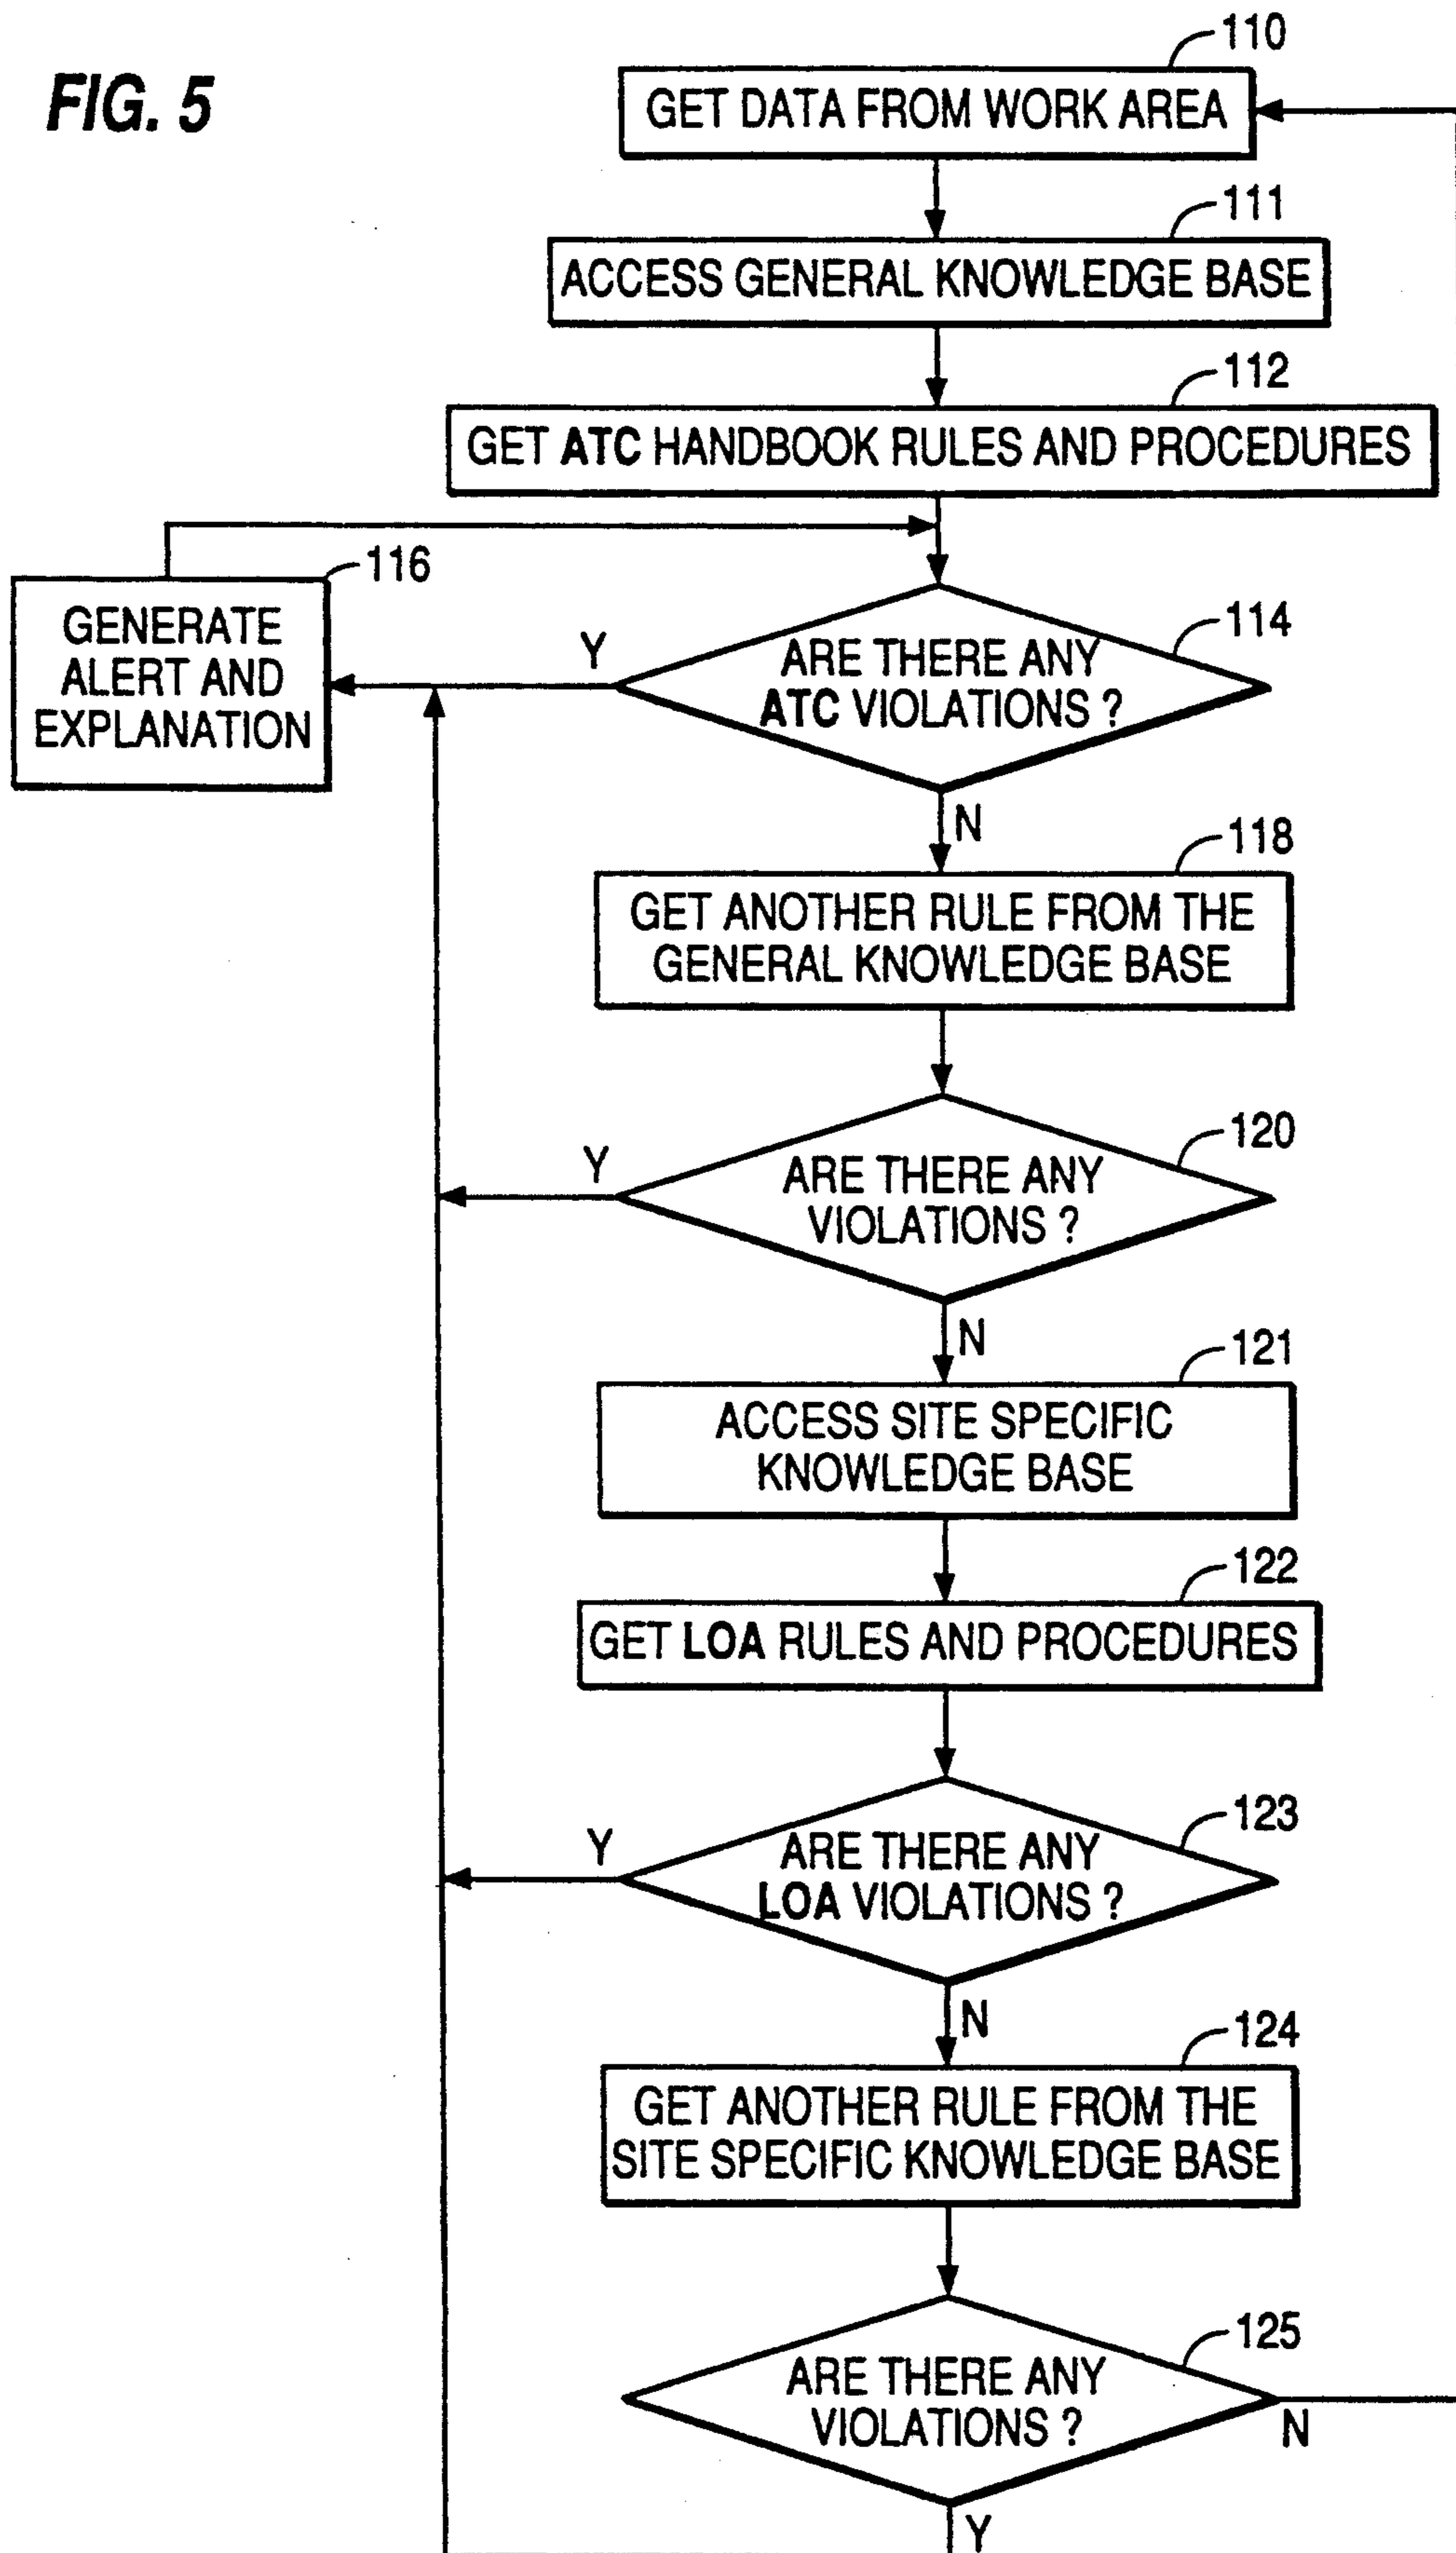 FIG. 5
110
GET DATA FROM WORK AREA
111
ACCESS GENERAL KNOWLEDGE BASE
112
GET ATC HANDBOOK RULES AND PROCEDURES
116
GENERATE
ALERT AND
EXPLANATION
114
Y
ARE THERE ANY
ATC VIOLATIONS ?
N
118
GET ANOTHER RULE FROM THE
GENERAL KNOWLEDGE BASE
120
Y
ARE THERE ANY
VIOLATIONS ?
N
121
ACCESS SITE SPECIFIC
KNOWLEDGE BASE
122
GET LOA RULES AND PROCEDURES
123
Y
ARE THERE ANY
LOA VIOLATIONS ?
N
124
GET ANOTHER RULE FROM THE
SITE SPECIFIC KNOWLEDGE BASE
125
ARE THERE ANY
VIOLATIONS ?
N
Y